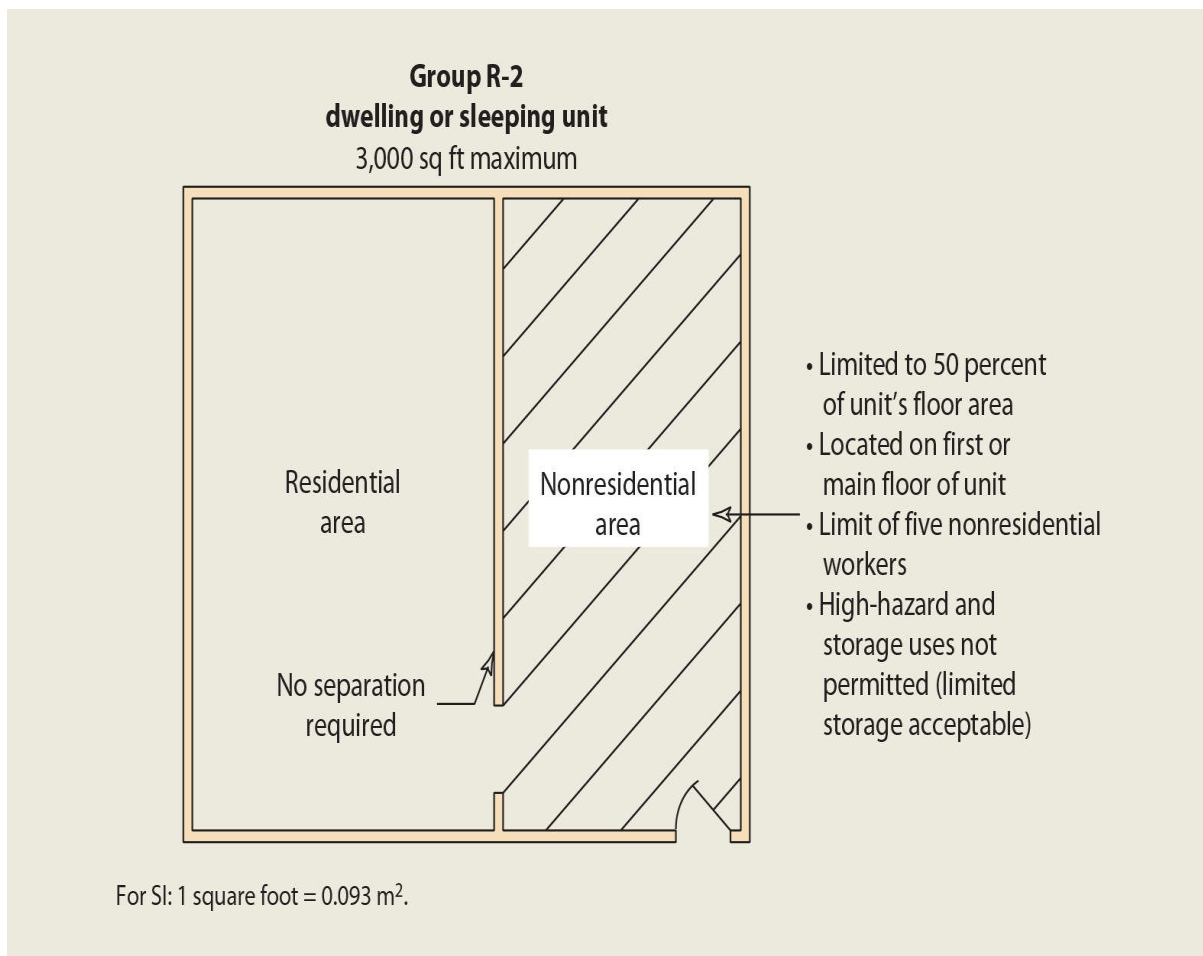 Group R-2
dwelling or sleeping unit
3,000 sq ft maximum
Residential
area
Nonresidential
area
No separation
required
• Limited to 50 percent
of unit's floor area
• Located on first or
main floor of unit
• Limit of five nonresidential
workers
• High-hazard and
storage uses not
permitted (limited
storage acceptable)
For SI: 1 square foot = 0.093 m².